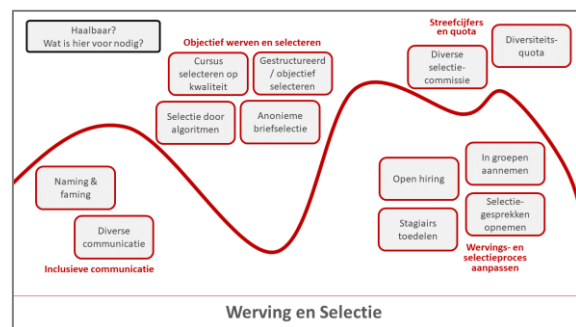 Haalbaar?
Wat is hier voor nodig?
Objectief werven en selecteren
Cursus
selecteren op
kwaliteit
Gestructureerd
/ objectief
selecteren
Selectie door
algoritmen
Anonieme
briefselectie
Streefcijfers
en quota
Diverse
selectie-
commissie
Diversiteits-
quota
Naming &
faming
Diverse
communicatie
Inclusieve communicatie
Open hiring
In groepen
aannemen
Stagiairs
toedelen
Selectie-
gesprekken
opnemen
Wervings- en
selectieproces
aanpassen
Werving en Selectie